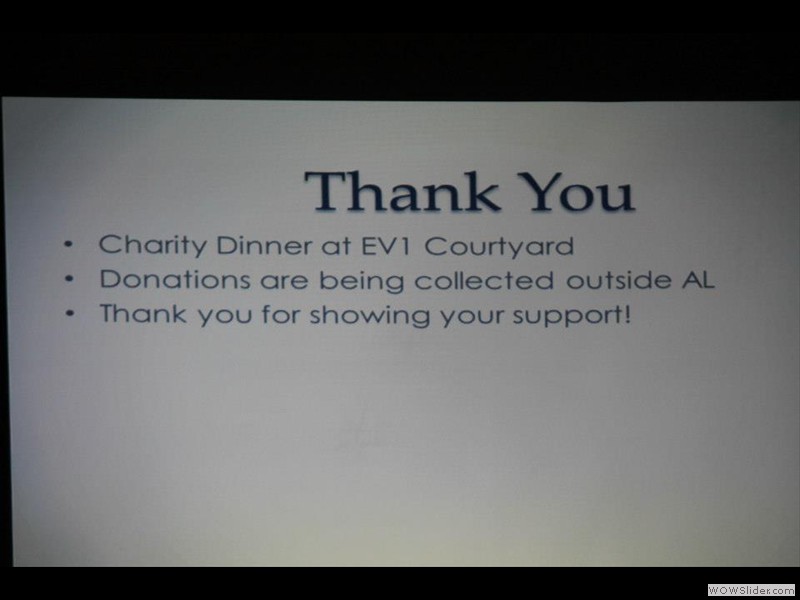 Thank You
• Charity Dinner at EV1 Courtyard
• Donations are being collected outside AL
• Thank you for showing your support!
WOWSlider.com